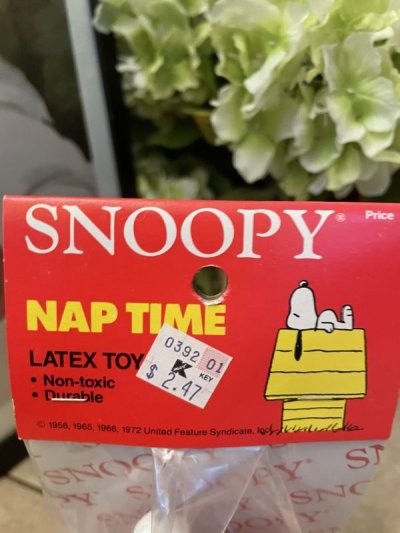 SNOOPY® Price
NAP TIME
LATEX TOY
• Non-toxic
• Durable
0392 01
K KEY
$ 2.47
© 1958, 1965, 1966, 1972 United Feature Syndicate,
SNOOPY